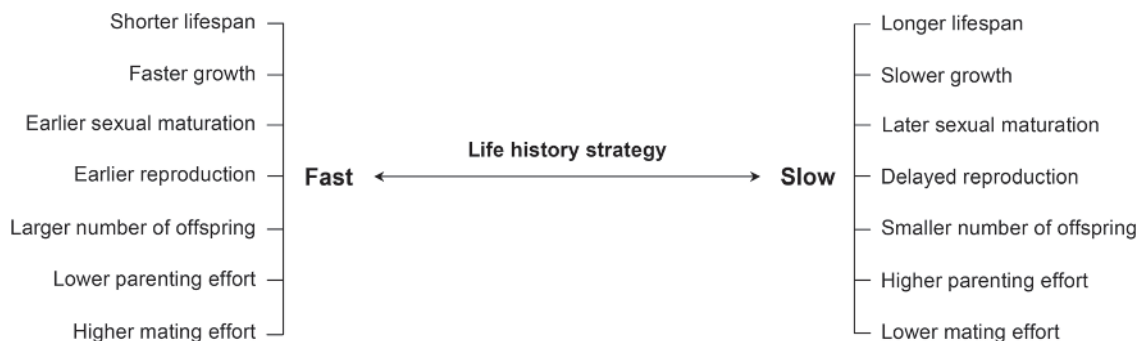 Shorter lifespan
Faster growth
Earlier sexual maturation
Earlier reproduction
Larger number of offspring
Lower parenting effort
Higher mating effort
Fast
Life history strategy
Slow
Longer lifespan
Slower growth
Later sexual maturation
Delayed reproduction
Smaller number of offspring
Higher parenting effort
Lower mating effort